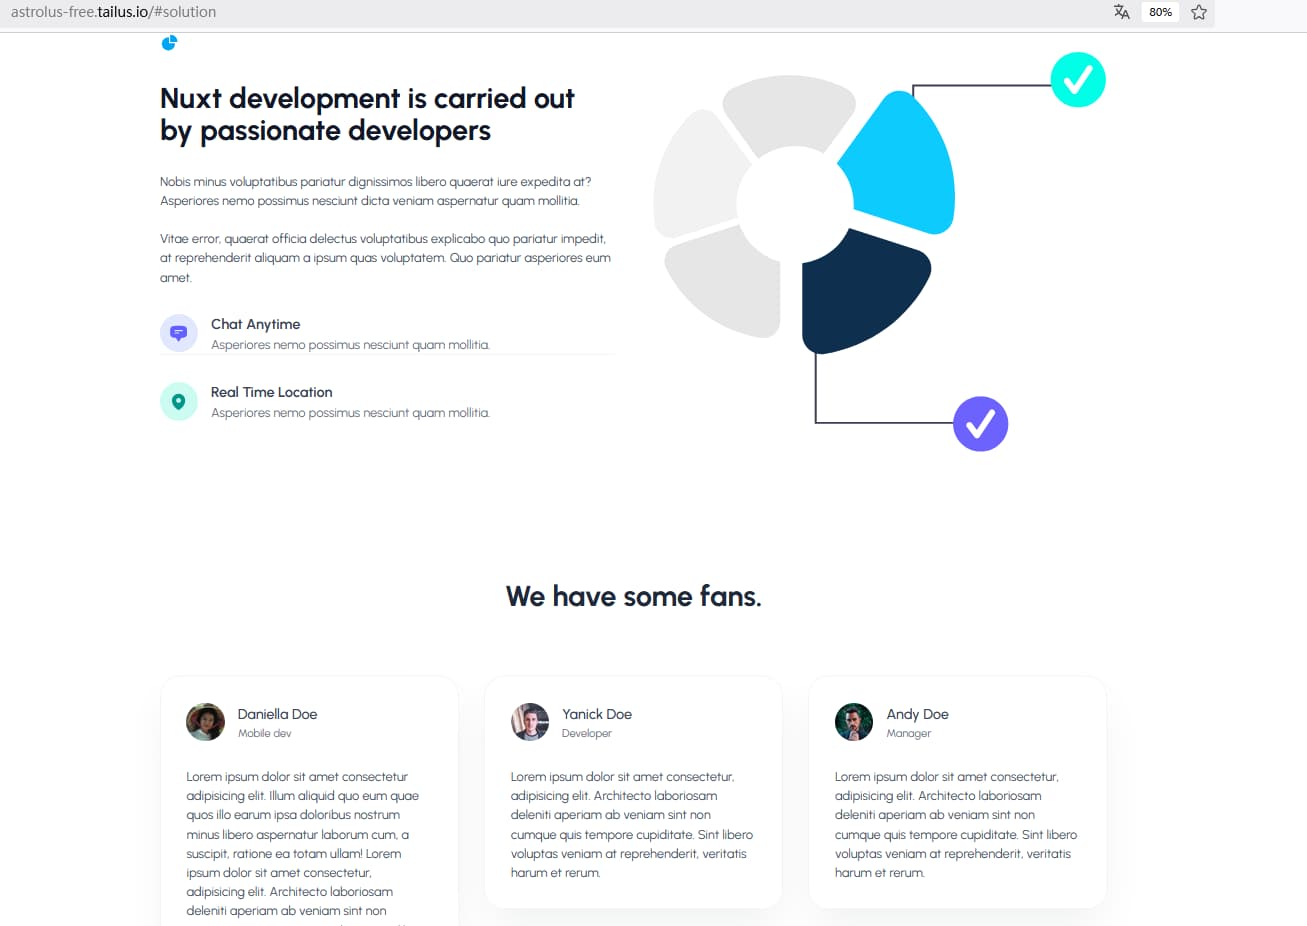 astrolus-free.tailus.io/#solution
80%
Nuxt development is carried out
by passionate developers
Nobis minus voluptatibus pariatur dignissimos libero quaerat iure expedita at?
Asperiores nemo possimus nesciunt dicta veniam aspernatur quam mollitia.
Vitae error, quaerat officia delectus voluptatibus explicabo quo pariatur impedit,
at reprehenderit aliquam a ipsum quas voluptatem. Quo pariatur asperiores eum
amet.
Chat Anytime
Asperiores nemo possimus nesciunt quam mollitia.
Real Time Location
Asperiores nemo possimus nesciunt quam mollitia.
We have some fans.
Daniella Doe
Mobile dev
Lorem ipsum dolor sit amet consectetur
adipisicing elit. Illum aliquid quo eum quae
quos illo earum ipsa doloribus nostrum
minus libero aspernatur laborum cum, a
suscipit, ratione ea totam ullam! Lorem
ipsum dolor sit amet consectetur,
adipisicing elit. Architecto laboriosam
deleniti aperiam ab veniam sint non
Yanick Doe
Developer
Lorem ipsum dolor sit amet consectetur,
adipisicing elit. Architecto laboriosam
deleniti aperiam ab veniam sint non
cumque quis tempore cupiditate. Sint libero
voluptas veniam at reprehenderit, veritatis
harum et rerum.
Andy Doe
Manager
Lorem ipsum dolor sit amet consectetur,
adipisicing elit. Architecto laboriosam
deleniti aperiam ab veniam sint non
cumque quis tempore cupiditate. Sint libero
voluptas veniam at reprehenderit, veritatis
harum et rerum.